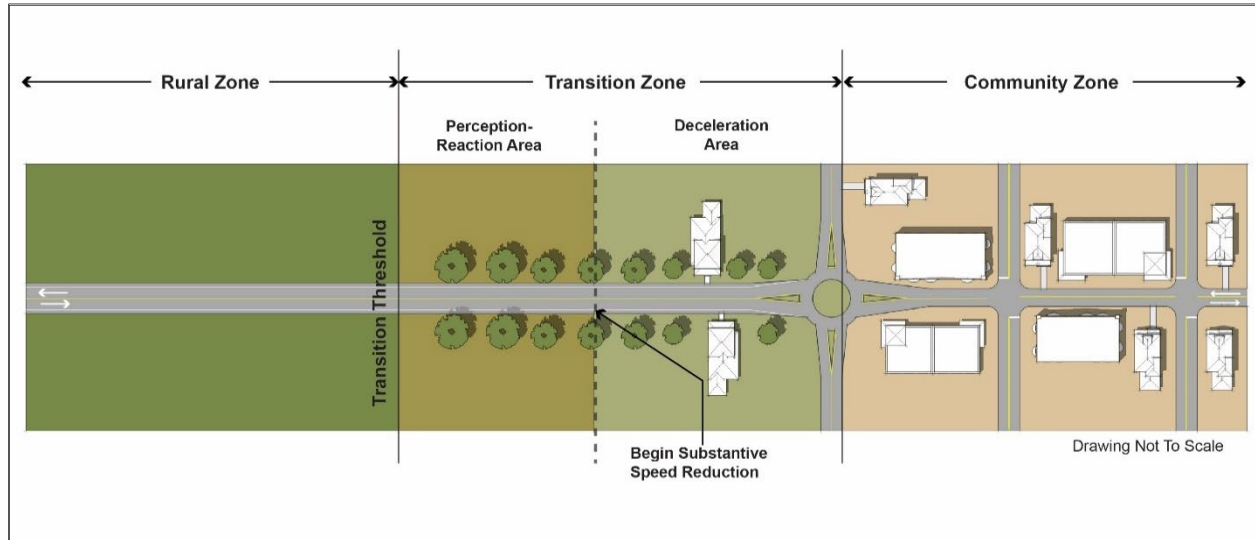 Rural Zone
Transition Zone
Community Zone
Perception-
Reaction Area
Deceleration
Area
Transition Threshold
Begin Substantive
Speed Reduction
Drawing Not To Scale